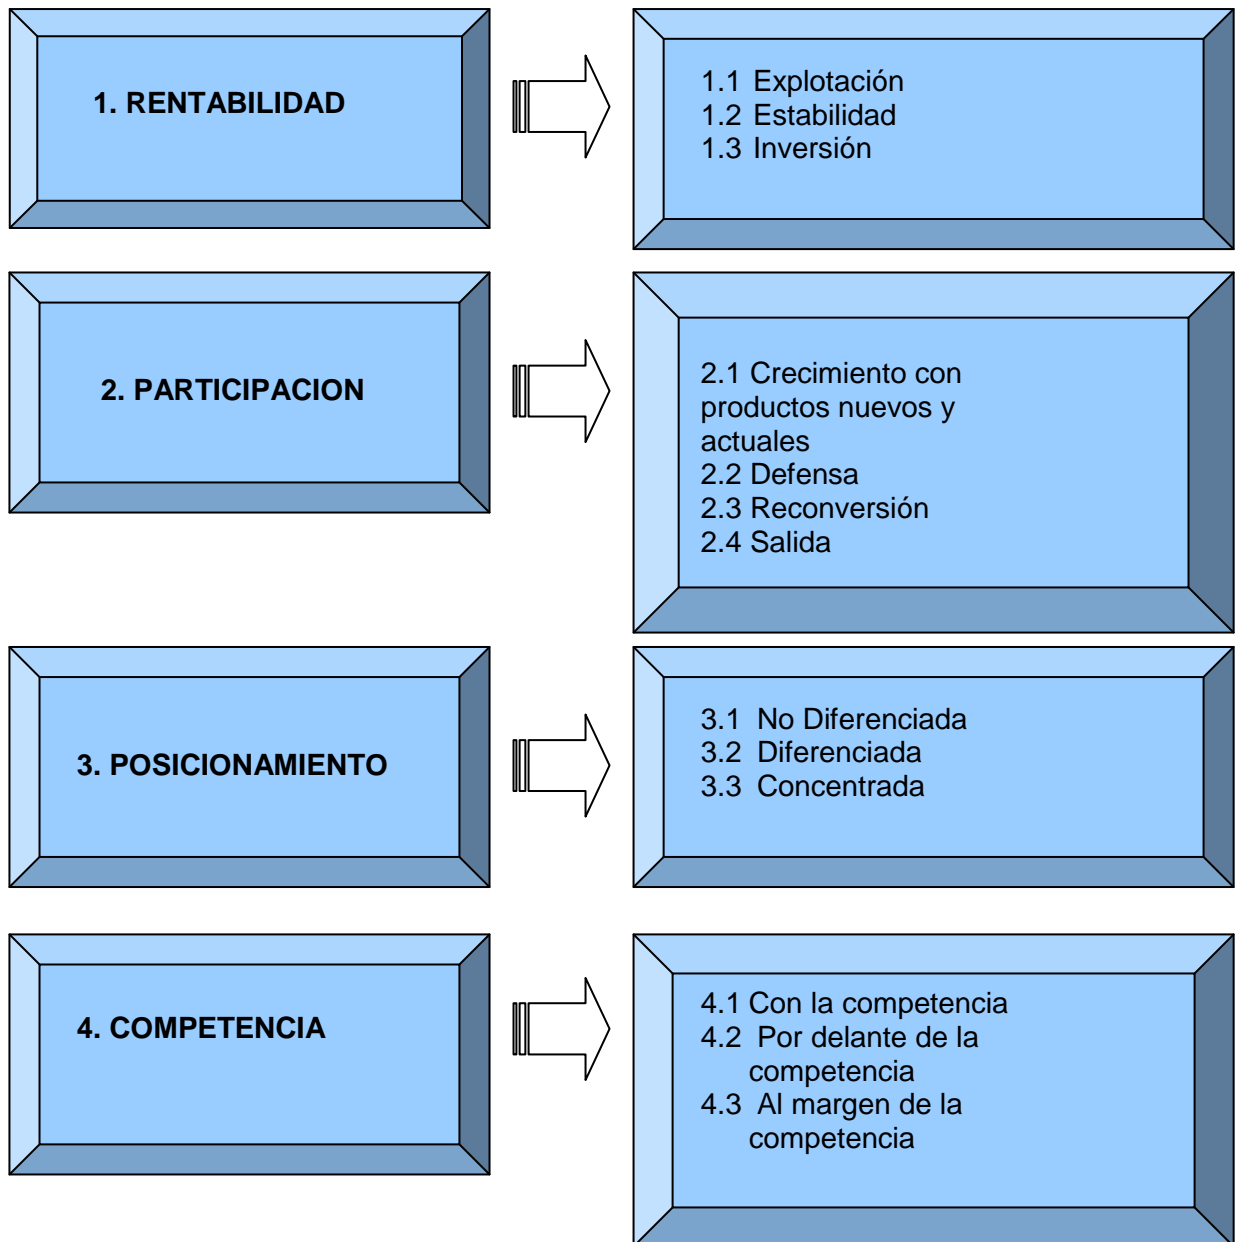 1. RENTABILIDAD
1.1 Explotación
1.2 Estabilidad
1.3 Inversión
2. PARTICIPACION
2.1 Crecimiento con
productos nuevos y
actuales
2.2 Defensa
2.3 Reconversión
2.4 Salida
3. POSICIONAMIENTO
3.1 No Diferenciada
3.2 Diferenciada
3.3 Concentrada
4. COMPETENCIA
4.1 Con la competencia
4.2 Por delante de la
competencia
4.3 Al margen de la
competencia